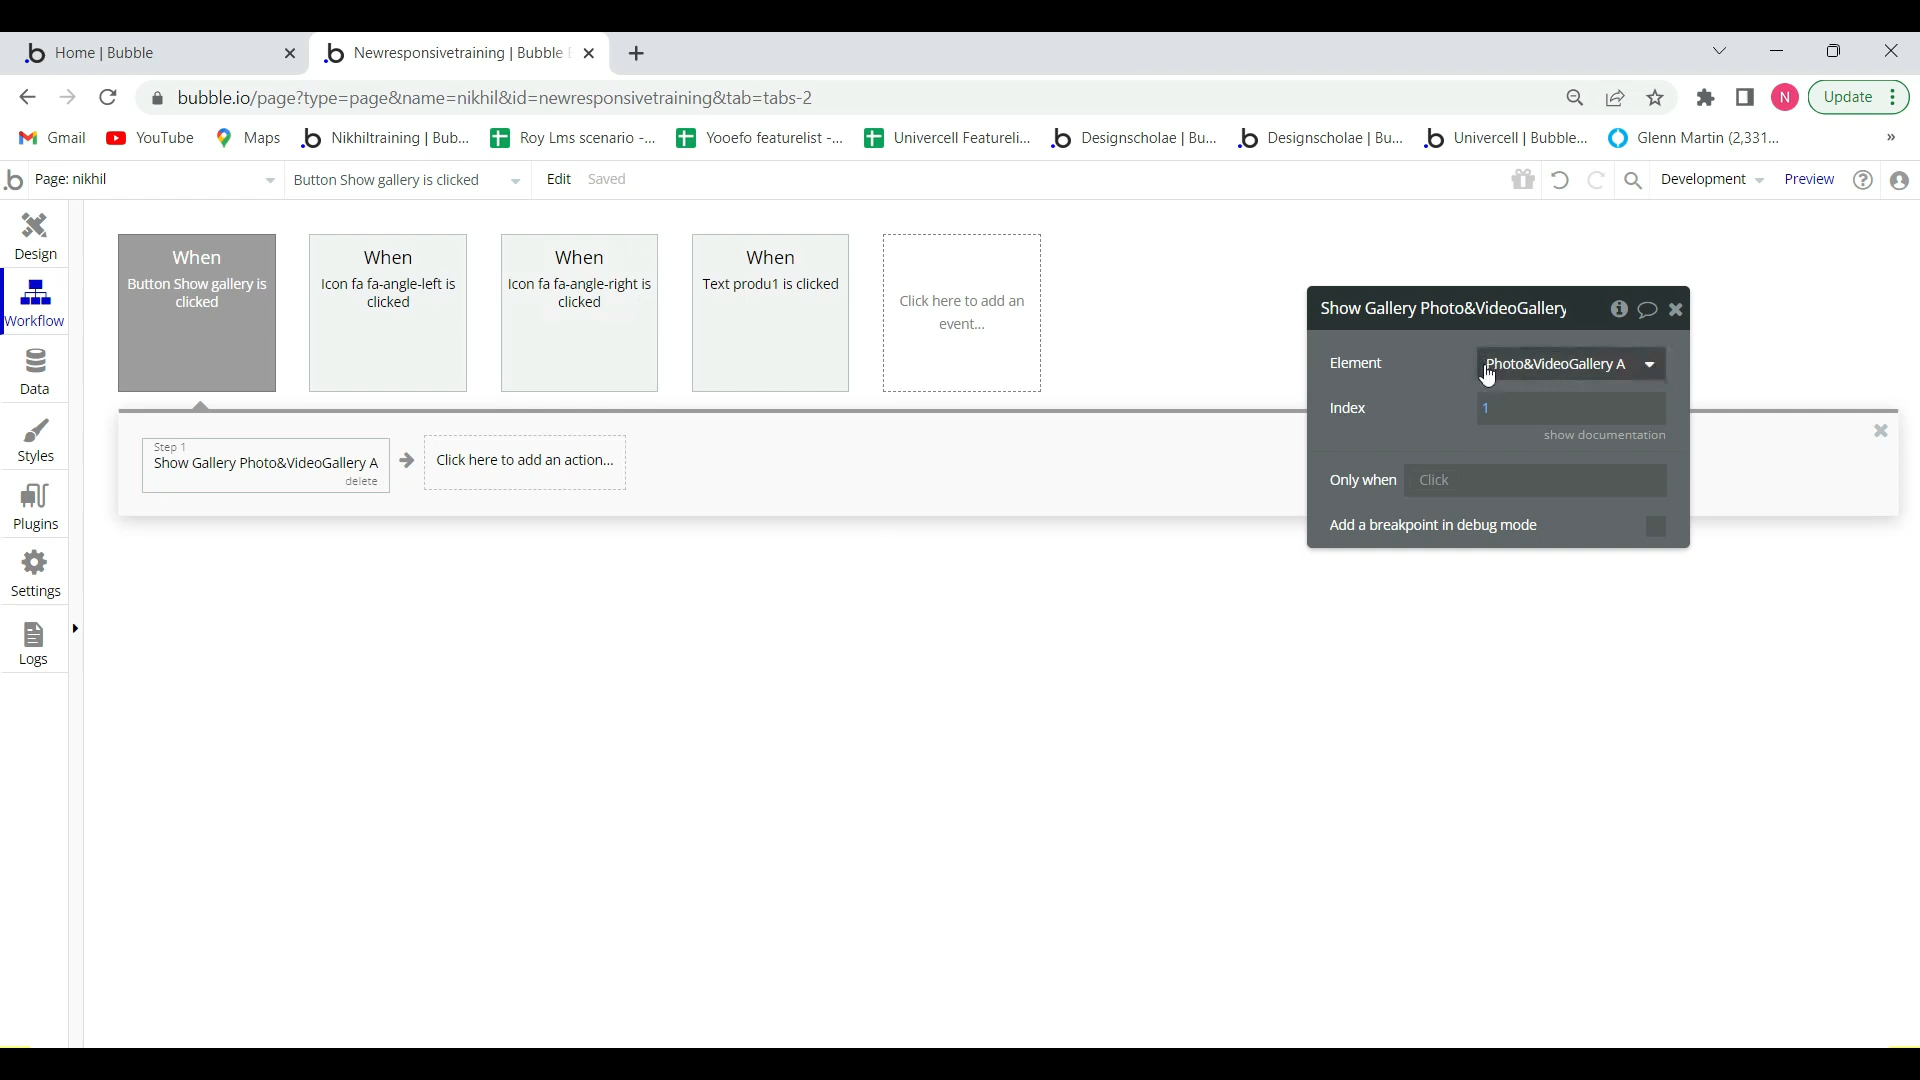 Home | Bubble
Newresponsivetraining | Bubble
bubble.io/page?type=page&name=nikhil&id=newresponsivetraining&tab=tabs-2
N
Update
Gmail
YouTube
Maps
Nikhiltraining | Bub...
Roy Lms scenario -...
Yooefo featurelist -...
Univercell Featureli...
Designscholae | Bu...
Designscholae | Bu...
Univercell | Bubble...
Glenn Martin (2,331...
»
Page: nikhil
Button Show gallery is clicked
Edit
Saved
Development
Preview
Design
Workflow
Data
Styles
Plugins
Settings
Logs
When
Button Show gallery is
clicked
When
Icon fa fa-angle-left is
clicked
When
Icon fa fa-angle-right is
clicked
When
Text produ1 is clicked
Click here to add an
event...
Step 1
Show Gallery Photo&VideoGallery A
delete
Click here to add an action...
Show Gallery Photo&VideoGallery
Element
Photo&VideoGallery A
Index
1
show documentation
Only when
Click
Add a breakpoint in debug mode